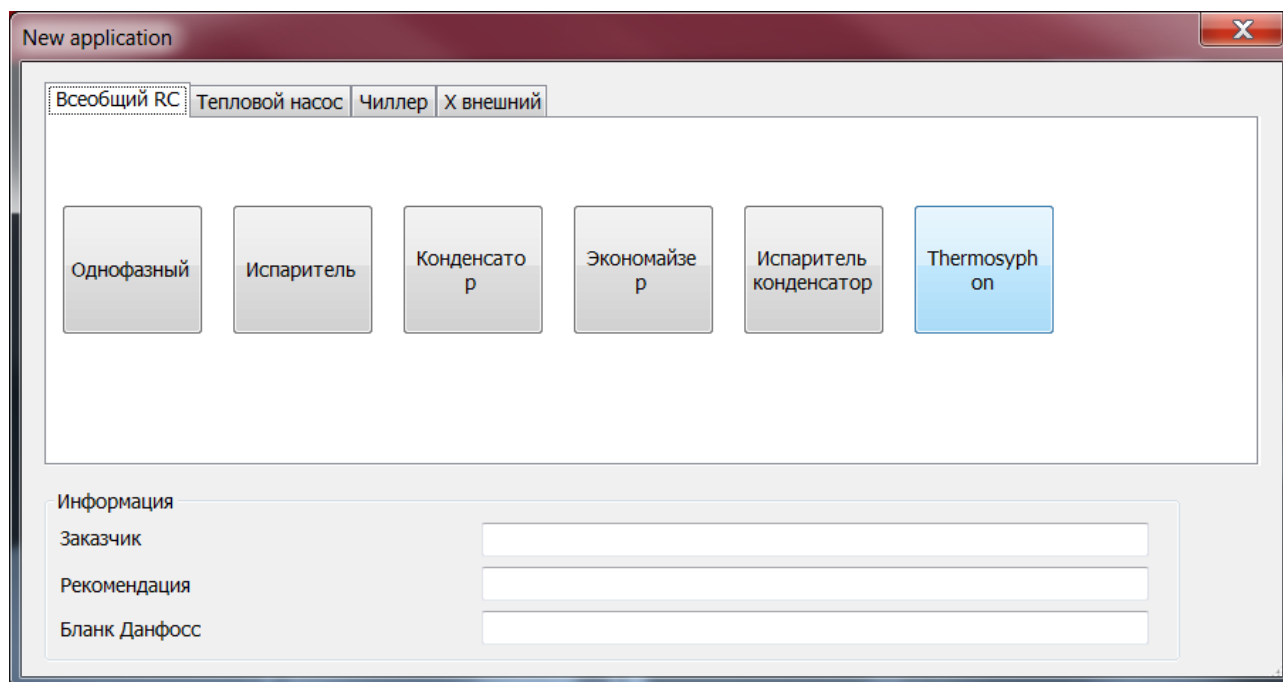 New application
Всеобщий RC Тепловой насос Чиллер X внешний
Однофазный
Испаритель
Конденсато
р
Экономайзе
р
Испаритель
конденсатор
Thermosyph
on
Информация
Заказчик
Рекомендация
Бланк Данфосс